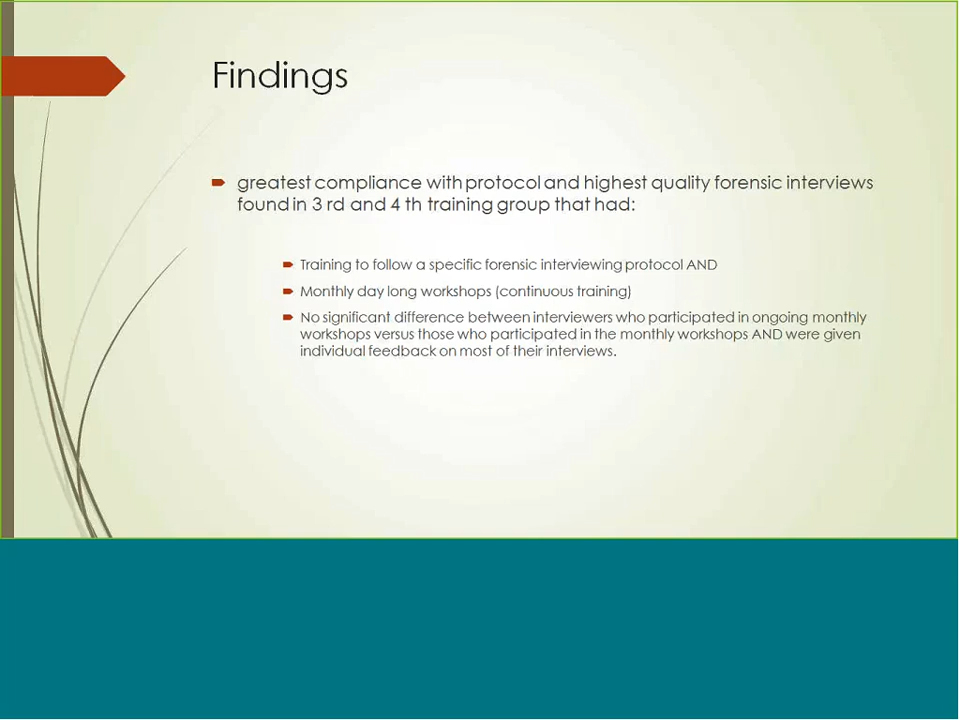 Findings
greatest compliance with protocol and highest quality forensic interviews
found in 3 rd and 4 th training group that had:
Training to follow a specific forensic interviewing protocol AND
Monthly day long workshops (continuous training)
No significant difference between interviewers who participated in ongoing monthly
workshops versus those who participated in the monthly workshops AND were given
individual feedback on most of their interviews.